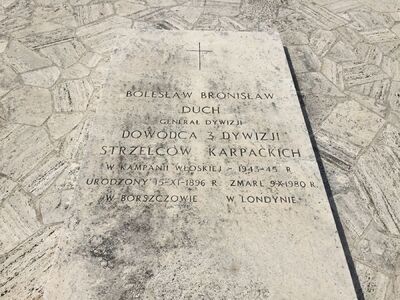 BOLESŁAW BRONISŁAW
DUCH
GENERAŁ DYWIZJI
DOWÓDCA 3 DYWIZJI
STRZELCÓW KARPACKICH
W KAMPANII WŁOSKIEJ – 1943-45 R.
URODZONY 15-XI-1896 R. ZMARŁ 9·X·1980 R.
W BORSZCZOWIE W LONDYNIE